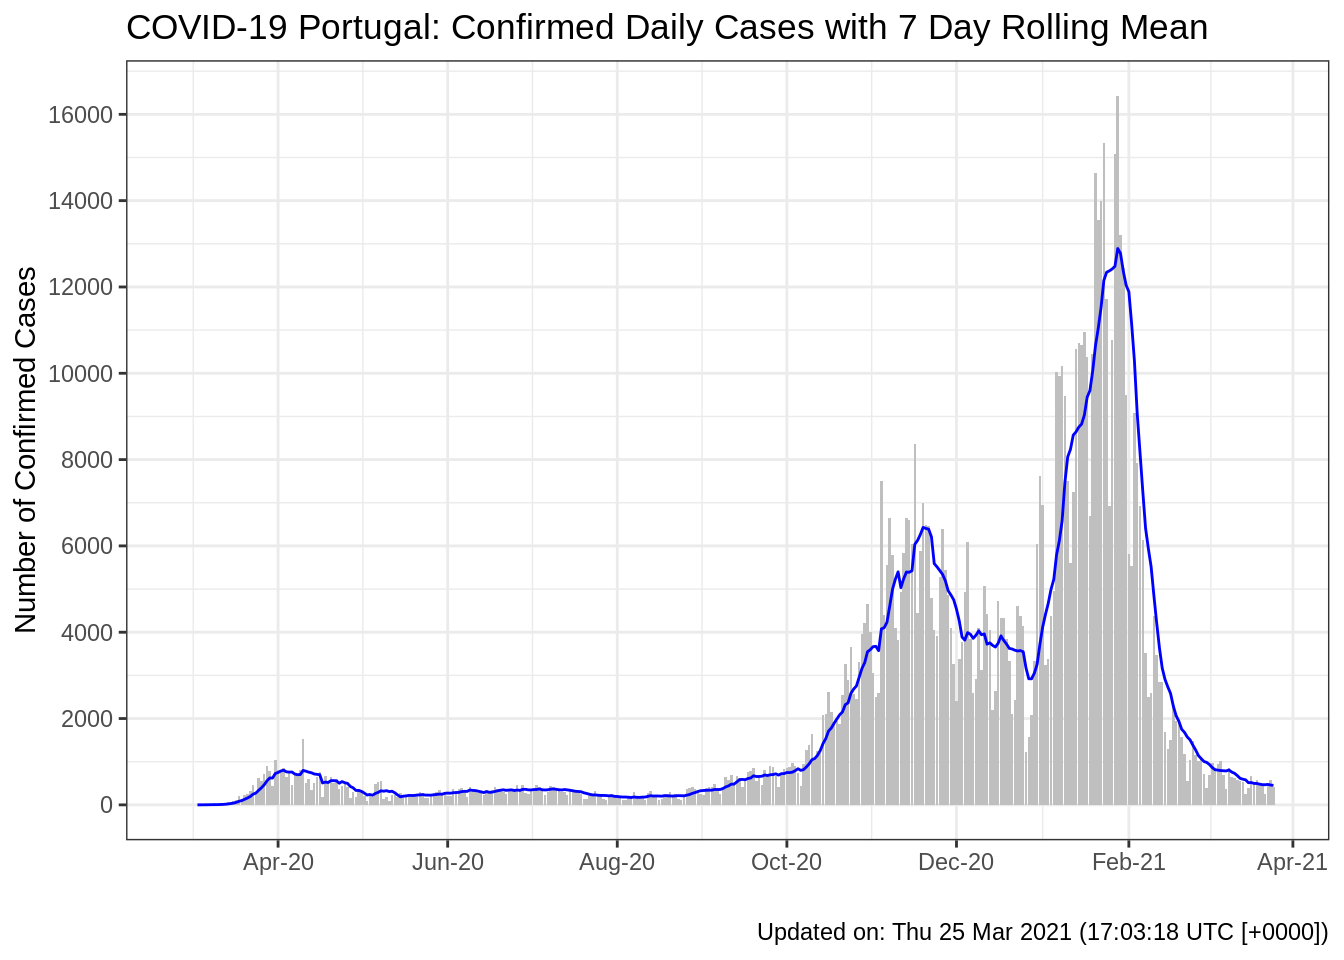 COVID-19 Portugal: Confirmed Daily Cases with 7 Day Rolling Mean
Number of Confirmed Cases
16000
14000
12000
10000
8000
6000
4000
2000
0
Apr-20 Jun-20 Aug-20 Oct-20 Dec-20 Feb-21 Apr-21
Updated on: Thu 25 Mar 2021 (17:03:18 UTC [+0000])